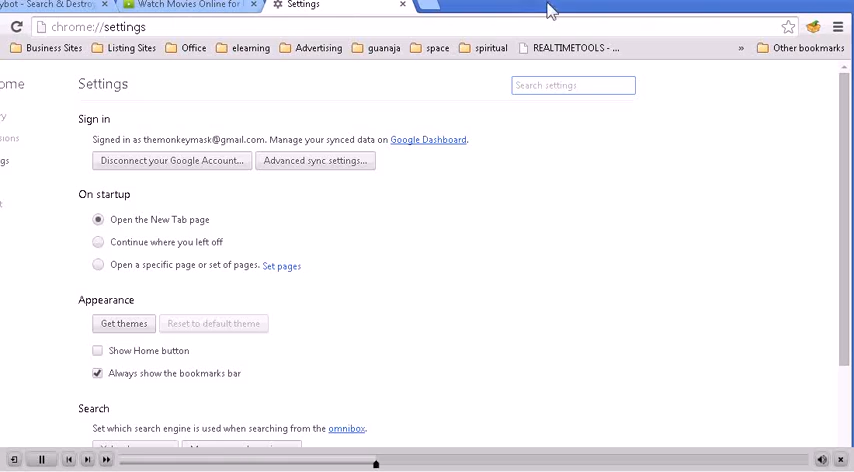 ybot - Search & Destroy
Watch Movies Online for
Settings
chrome://settings
Business Sites Listing Sites Office elearning Advertising guanaja space spiritual REALTIMETOOLS - ... » Other bookmarks
ome
Settings
Search settings
ry
Sign in
sions
Signed in as themonkeymask@gmail.com. Manage your synced data on Google Dashboard.
gs
Disconnect your Google Account... Advanced sync settings...
On startup
t
Open the New Tab page
Continue where you left off
Open a specific page or set of pages. Set pages
Appearance
Get themes Reset to default theme
Show Home button
Always show the bookmarks bar
Search
Set which search engine is used when searching from the omnibox.